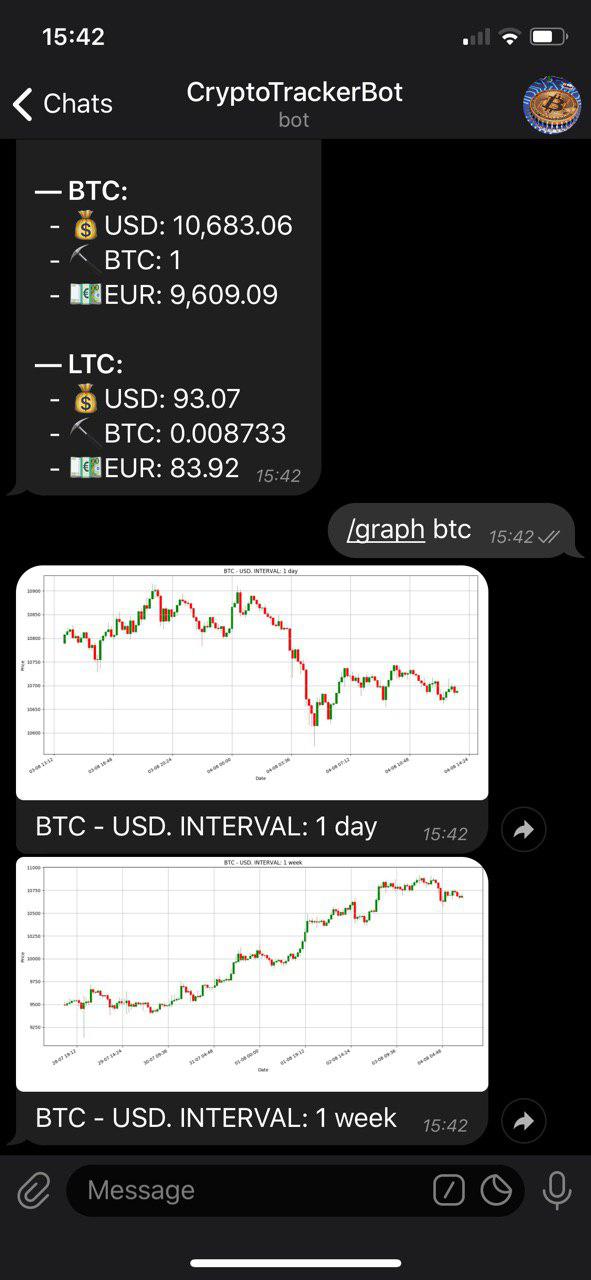 15:42
Chats
CryptoTrackerBot
bot
— BTC:
- 💰 USD: 10,683.06
- ⛏ BTC: 1
- 💶EUR: 9,609.09
— LTC:
- 💰 USD: 93.07
- ⛏ BTC: 0.008733
- 💶EUR: 83.92 15:42
/graph btc 15:42
BTC - USD. INTERVAL: 1 day
10900
10850
10800
10750
10700
10650
10600
Price
03-08 13:12
03-08 16:48
03-08 20:24
04-08 00:00
04-08 03:36
04-08 07:12
04-08 10:48
04-08 14:24
Date
BTC - USD. INTERVAL: 1 day 15:42
BTC - USD. INTERVAL: 1 week
11000
10750
10500
10250
10000
9750
9500
9250
Price
28-07 19:12
29-07 14:24
30-07 09:36
31-07 04:48
01-08 00:00
01-08 19:12
02-08 14:24
03-08 09:36
04-08 04:48
Date
BTC - USD. INTERVAL: 1 week 15:42
Message